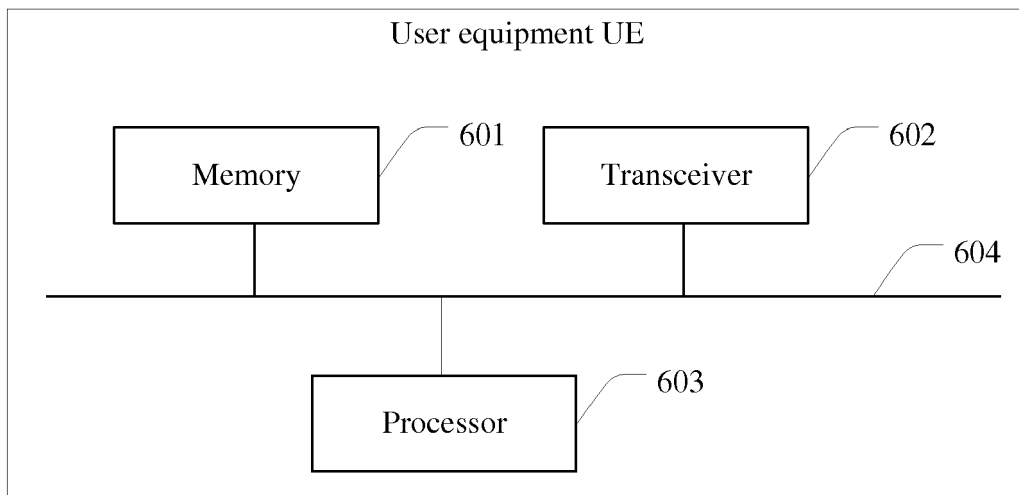 User equipment UE
601
602
Memory
Transceiver
604
603
Processor